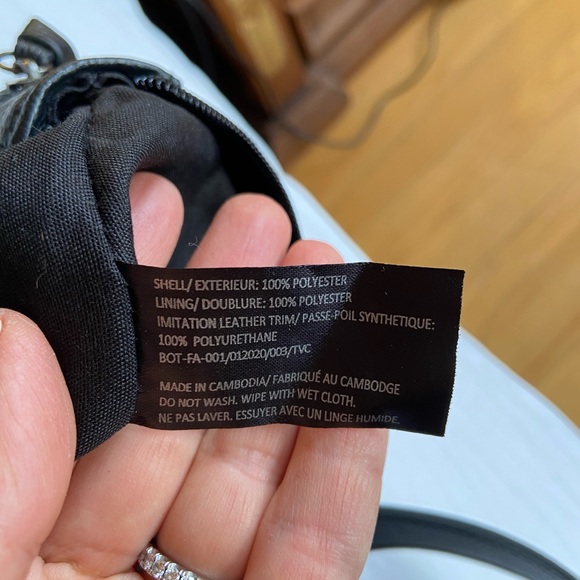 SHELL/ EXTERIEUR: 100% POLYESTER
LINING/ DOUBLURE: 100% POLYESTER
IMITATION LEATHER TRIM/ PASSE-POIL SYNTHETIQUE:
100% POLYURETHANE
BOT-FA-001/012020/003/TVC
MADE IN CAMBODIA/ FABRIQUÉ AU CAMBODGE
DO NOT WASH. WIPE WITH WET CLOTH.
NE PAS LAVER. ESSUYER AVEC UN LINGE HUMIDE.